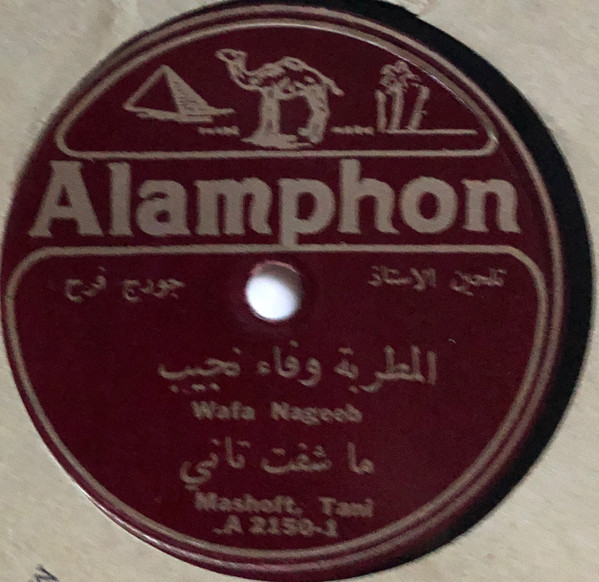 Alamphon
تلحين الاستاذ جورج فرح
المطربة وفاء نجيب
Wafa Nageeb
ما شفت تاني
Mashoft, Tani
A 2150-1